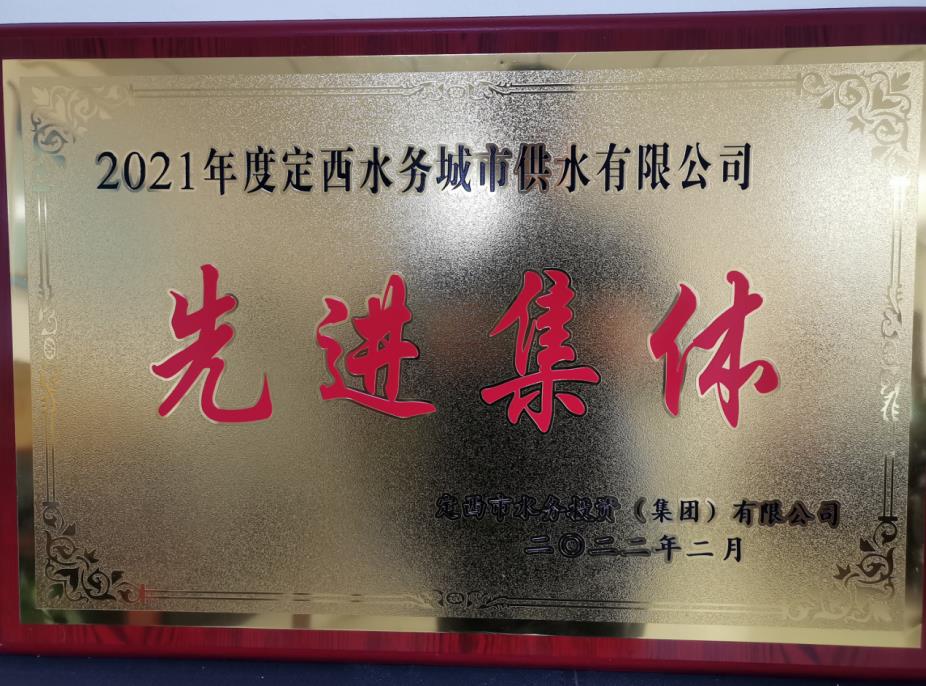 2021年度定西水务城市供水有限公司
先进集体
定西市水务投资（集团）有限公司
二〇二二年二月